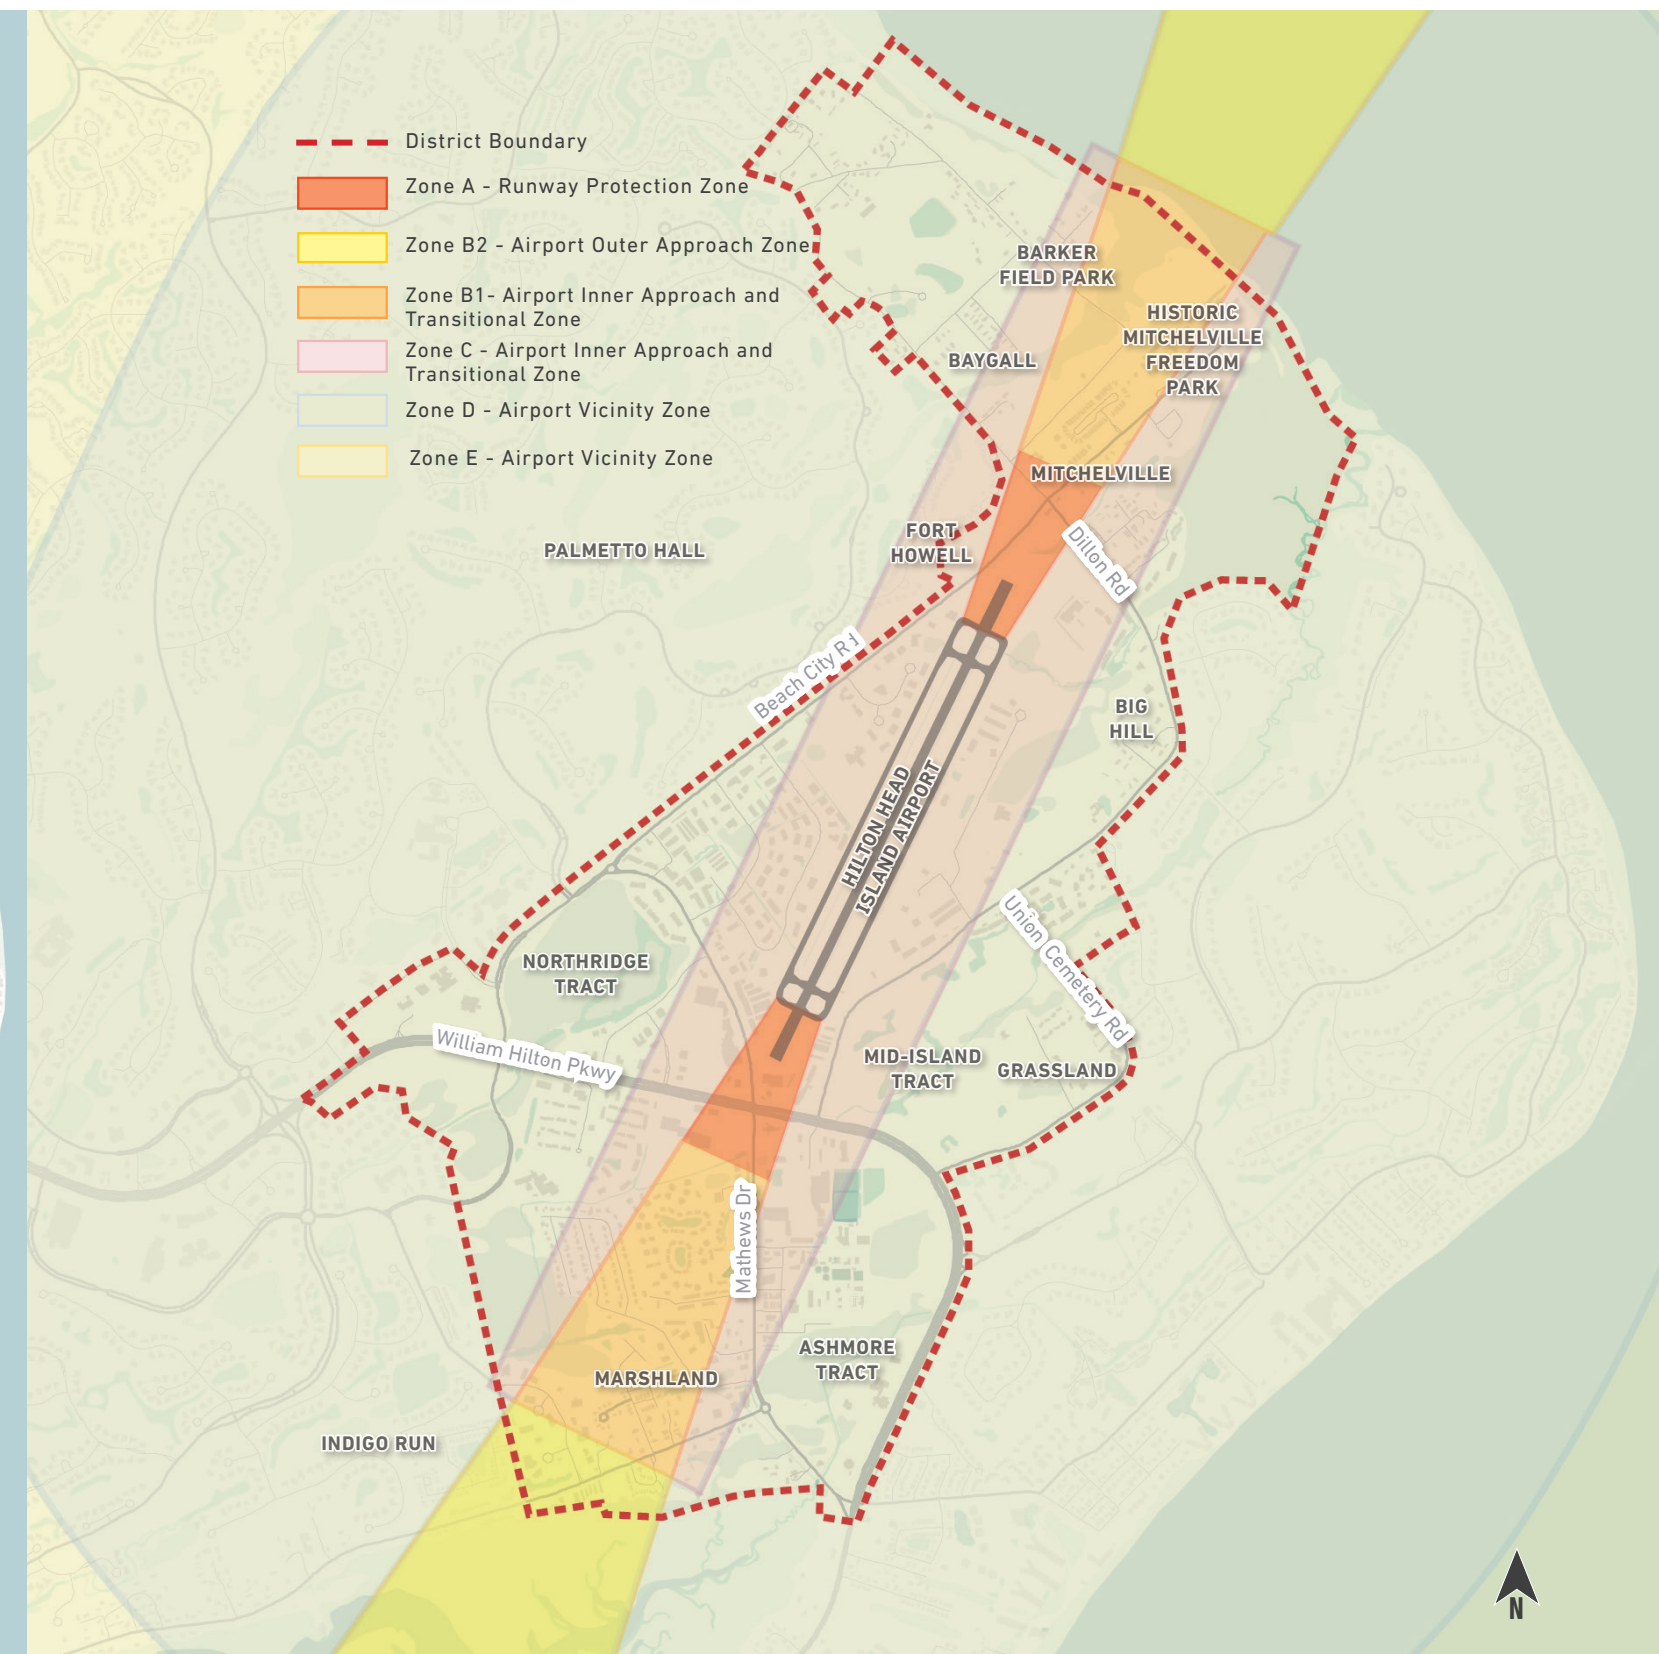 District Boundary
Zone A - Runway Protection Zone
Zone B2 - Airport Outer Approach Zone
Zone B1- Airport Inner Approach and
Transitional Zone
Zone C - Airport Inner Approach and
Transitional Zone
Zone D - Airport Vicinity Zone
Zone E - Airport Vicinity Zone
BARKER
FIELD PARK
HISTORIC
MITCHELVILLE
FREEDOM
PARK
BAYGALL
MITCHELVILLE
FORT
HOWELL
PALMETTO HALL
Dillon Rd
Beach City Rd
BIG
HILL
HILTON HEAD
ISLAND AIRPORT
Union Cemetery Rd
NORTHRIDGE
TRACT
William Hilton Pkwy
MID-ISLAND
TRACT
GRASSLAND
Mathews Dr
ASHMORE
TRACT
MARSHLAND
INDIGO RUN
N